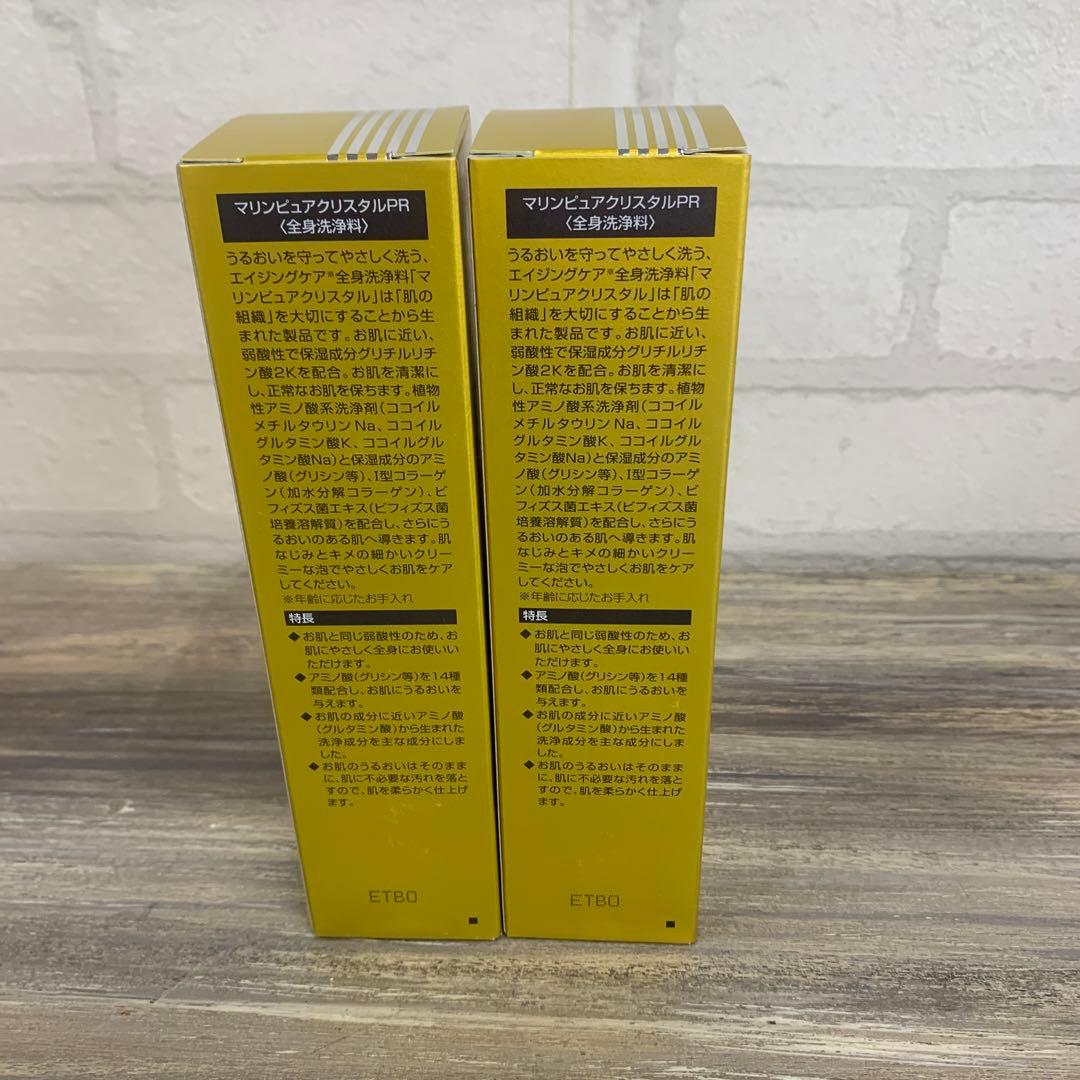 マリンピュアクリスタルPR
〈全身洗浄料〉
うるおいを守ってやさしく洗う、
エイジングケア※全身洗浄料「マ
リンピュアクリスタル」は「肌の
組織」を大切にすることから生
まれた製品です。お肌に近い、
弱酸性で保湿成分グリチルリチ
ン酸2Kを配合。お肌を清潔に
し、正常なお肌を保ちます。植物
性アミノ酸系洗浄剤(ココイル
メチルタウリンNa、ココイル
グルタミン酸K、ココイルグル
タミン酸Na)と保湿成分のアミ
ノ酸(グリシン等)、I型コラーゲ
ン(加水分解コラーゲン)、ビ
フィズス菌エキス(ビフィズス菌
培養溶解質)を配合し、さらにう
るおいのある肌へ導きます。肌
なじみとキメの細かいクリー
ミーな泡でやさしくお肌をケア
してください。
※年齢に応じたお手入れ
特長
◆お肌と同じ弱酸性のため、お
肌にやさしく全身にお使いい
ただけます。
◆アミノ酸(グリシン等)を14種
類配合し、お肌にうるおいを
与えます。
◆お肌の成分に近いアミノ酸
(グルタミン酸)から生まれた
洗浄成分を主な成分にしま
した。
◆お肌のうるおいはそのまま
に、肌に不必要な汚れを落と
すので、肌を柔らかく仕上げ
ます。
ETBO
マリンピュアクリスタルPR
〈全身洗浄料〉
うるおいを守ってやさしく洗う、
エイジングケア※全身洗浄料「マ
リンピュアクリスタル」は「肌の
組織」を大切にすることから生
まれた製品です。お肌に近い、
弱酸性で保湿成分グリチルリチ
ン酸2Kを配合。お肌を清潔に
し、正常なお肌を保ちます。植物
性アミノ酸系洗浄剤(ココイル
メチルタウリンNa、ココイル
グルタミン酸K、ココイルグル
タミン酸Na)と保湿成分のアミ
ノ酸(グリシン等)、I型コラーゲ
ン(加水分解コラーゲン)、ビ
フィズス菌エキス(ビフィズス菌
培養溶解質)を配合し、さらにう
るおいのある肌へ導きます。肌
なじみとキメの細かいクリー
ミーな泡でやさしくお肌をケア
してください。
※年齢に応じたお手入れ
特長
◆お肌と同じ弱酸性のため、お
肌にやさしく全身にお使いい
ただけます。
◆アミノ酸(グリシン等)を14種
類配合し、お肌にうるおいを
与えます。
◆お肌の成分に近いアミノ酸
(グルタミン酸)から生まれた
洗浄成分を主な成分にしま
した。
◆お肌のうるおいはそのまま
に、肌に不必要な汚れを落と
すので、肌を柔らかく仕上げ
ます。
ETBO